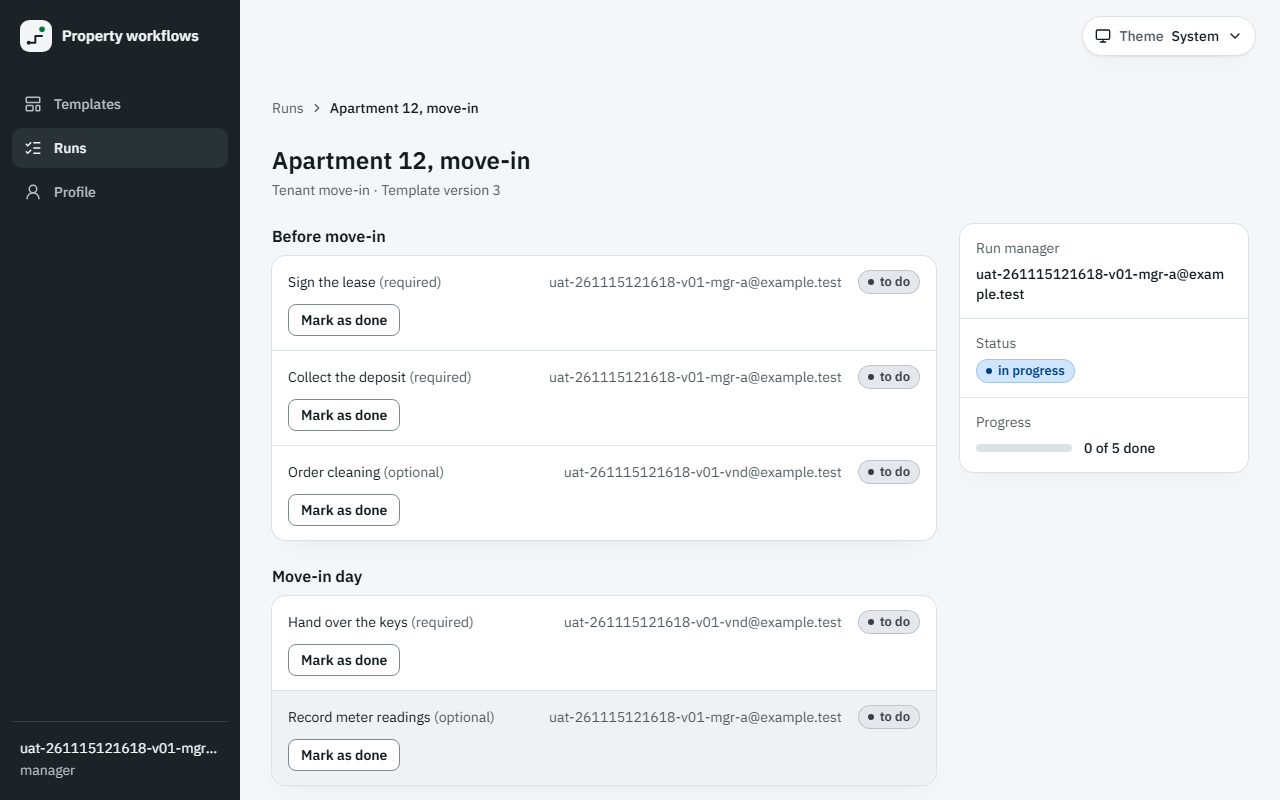 Property workflows
Templates
Runs
Profile
uat-261115121618-v01-mgr...
manager
Theme System
Runs > Apartment 12, move-in
Apartment 12, move-in
Tenant move-in · Template version 3
Before move-in
Sign the lease (required) uat-261115121618-v01-mgr-a@example.test to do
Mark as done
Collect the deposit (required) uat-261115121618-v01-mgr-a@example.test to do
Mark as done
Order cleaning (optional) uat-261115121618-v01-vnd@example.test to do
Mark as done
Move-in day
Hand over the keys (required) uat-261115121618-v01-vnd@example.test to do
Mark as done
Record meter readings (optional) uat-261115121618-v01-mgr-a@example.test to do
Mark as done
Run manager
uat-261115121618-v01-mgr-a@exam
ple.test
Status
in progress
Progress
0 of 5 done